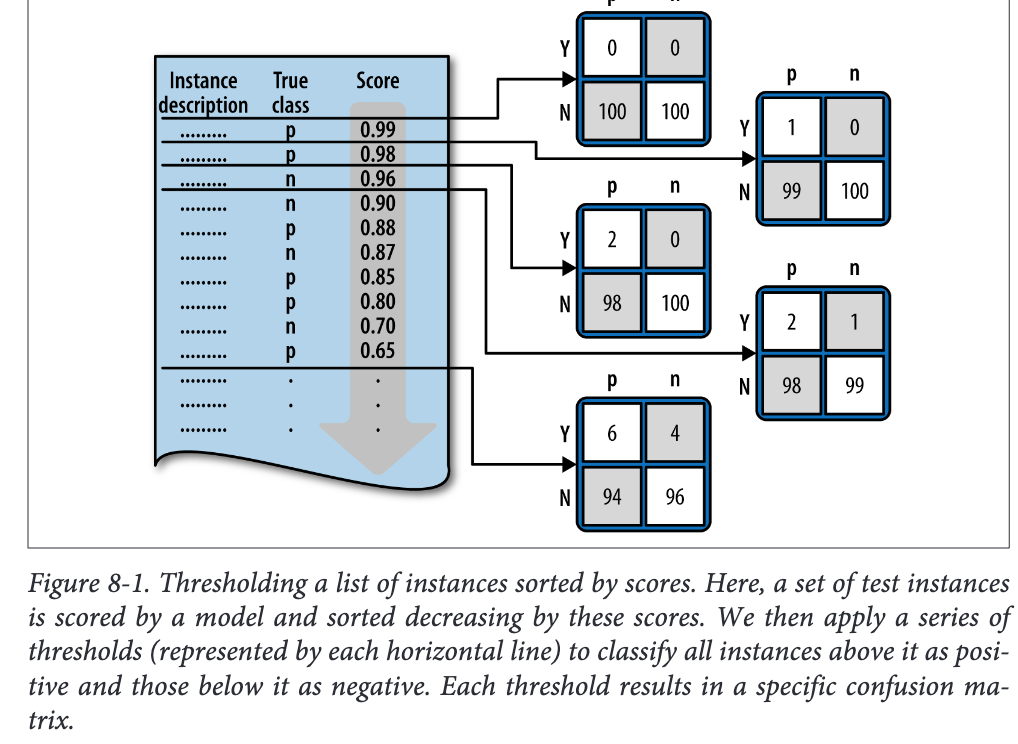 p n
Y 0 0
N 100 100
Instance description True class Score
......... p 0.99
......... p 0.98
......... n 0.96
......... n 0.90
......... p 0.88
......... n 0.87
......... p 0.85
......... p 0.80
......... n 0.70
......... p 0.65
......... . .
......... . .
......... . .
p n
Y 1 0
N 99 100
p n
Y 2 0
N 98 100
p n
Y 2 1
N 98 99
p n
Y 6 4
N 94 96
Figure 8-1. Thresholding a list of instances sorted by scores. Here, a set of test instances
is scored by a model and sorted decreasing by these scores. We then apply a series of
thresholds (represented by each horizontal line) to classify all instances above it as posi-
tive and those below it as negative. Each threshold results in a specific confusion ma-
trix.